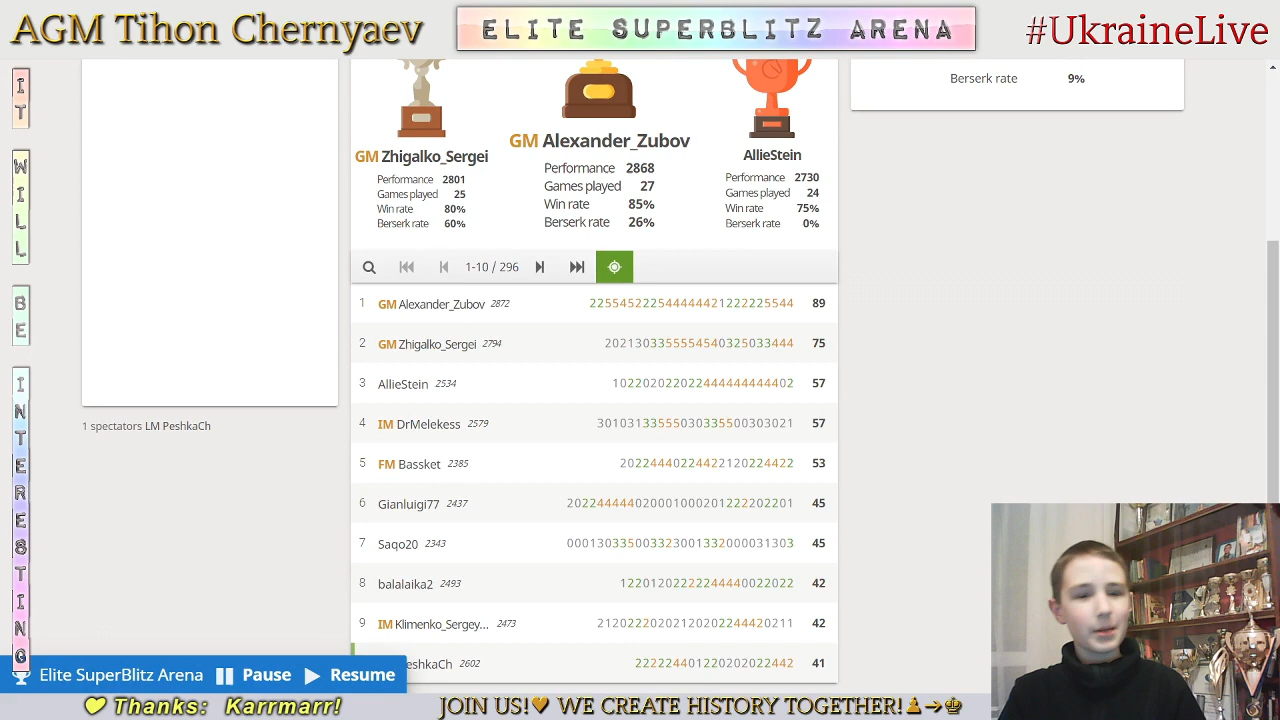 AGM Tihon Chernyaev
ELITE SUPERBLITZ ARENA
#UkraineLive
IT
WILL
BE
INTERESTING
Berserk rate 9%
GM Zhigalko_Sergei
Performance 2801
Games played 25
Win rate 80%
Berserk rate 60%
GM Alexander_Zubov
Performance 2868
Games played 27
Win rate 85%
Berserk rate 26%
AllieStein
Performance 2730
Games played 24
Win rate 75%
Berserk rate 0%
1-10 / 296
1 GM Alexander_Zubov 2872 225545222544444421222225544 89
2 GM Zhigalko_Sergei 2794 20213033555554540325033444 75
3 AllieStein 2534 102202022022444444444402 57
4 IM DrMelekess 2579 30103133555030335500303021 57
5 FM Bassket 2385 20224440224422120224422 53
6 Gianluigi77 2437 202244444020001000201222202201 45
7 Saqo20 2343 000130335003323001332000031303 45
8 balalaika2 2493 12201202222244440022022 42
9 IM Klimenko_Sergey... 2473 21202220202120202244420211 42
eshkaCh 2602 222224401220202022442 41
1 spectators LM PeshkaCh
Elite SuperBlitz Arena Pause Resume
Thanks: Karrmarr!
JOIN US! WE CREATE HISTORY TOGETHER!